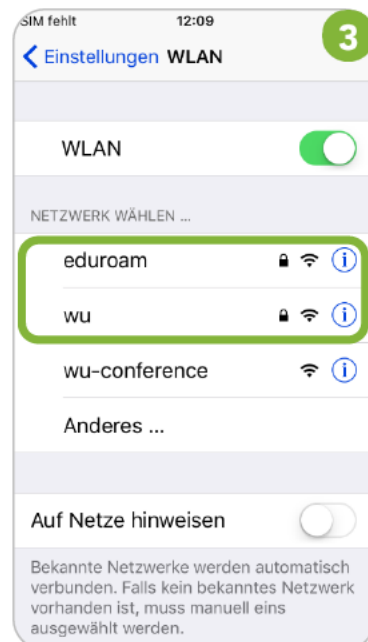 SIM fehlt 12:09
3
Einstellungen WLAN
WLAN
NETZWERK WÄHLEN ...
eduroam
wu
wu-conference
Anderes ...
Auf Netze hinweisen
Bekannte Netzwerke werden automatisch
verbunden. Falls kein bekanntes Netzwerk
vorhanden ist, muss manuell eins
ausgewählt werden.